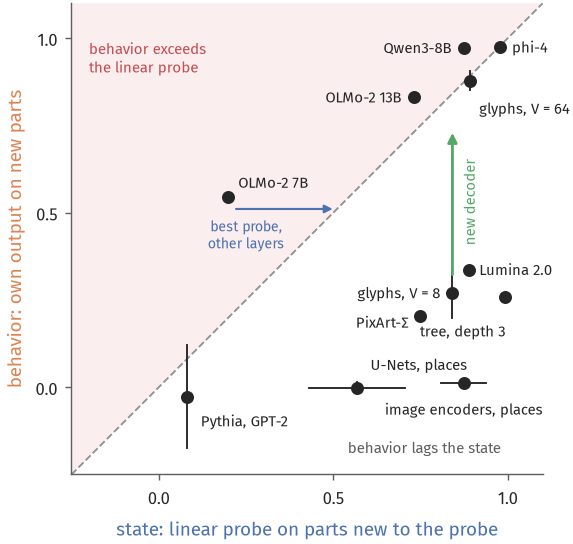 1.0
behavior exceeds
the linear probe
Qwen3-8B
phi-4
OLMo-2 13B
glyphs, V = 64
OLMo-2 7B
0.5
best probe,
other layers
new decoder
Lumina 2.0
glyphs, V = 8
PixArt-Σ
tree, depth 3
U-Nets, places
0.0
image encoders, places
Pythia, GPT-2
behavior lags the state
behavior: own output on new parts
0.0
0.5
1.0
state: linear probe on parts new to the probe